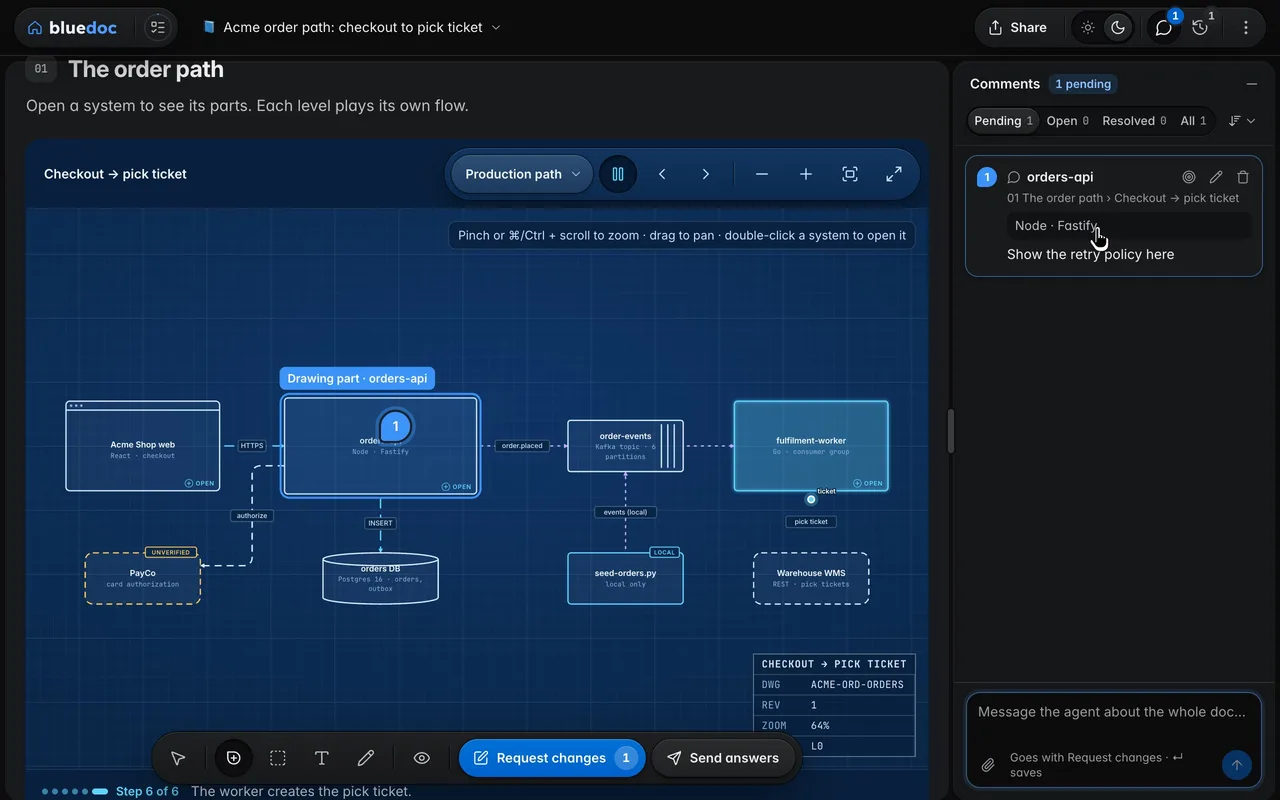 bluedoc
Acme order path: checkout to pick ticket
Share
1
1
01 The order path
Open a system to see its parts. Each level plays its own flow.
Checkout → pick ticket
Production path
Pinch or ⌘/Ctrl + scroll to zoom · drag to pan · double-click a system to open it
Drawing part · orders-api
1
Acme Shop web
React · checkout
OPEN
HTTPS
Node · Fastify
OPEN
order.placed
order-events
Kafka topic · 6
partitions
fulfilment-worker
Go · consumer group
OPEN
ticket
pick ticket
authorize
INSERT
events (local)
UNVERIFIED
PayCo
card authorization
orders DB
Postgres 16 · orders,
outbox
LOCAL
seed-orders.py
local only
Warehouse WMS
REST · pick tickets
CHECKOUT → PICK TICKET
DWG ACME-ORD-ORDERS
REV 1
ZOOM 64%
L0
Request changes 1
Send answers
Step 6 of 6 The worker creates the pick ticket.
Comments 1 pending
Pending 1 Open 0 Resolved 0 All 1
1 orders-api
01 The order path › Checkout → pick ticket
Node · Fastify
Show the retry policy here
Message the agent about the whole doc...
Goes with Request changes · ↵
saves